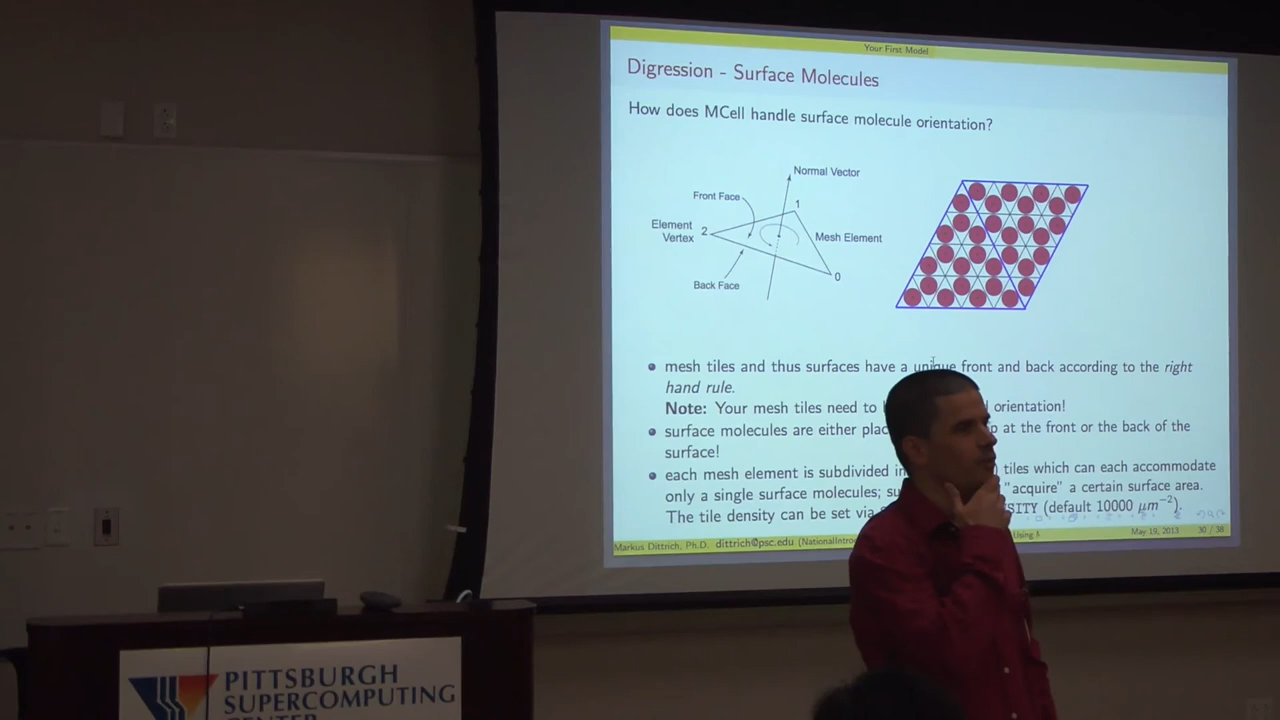 Your First Model
Digression - Surface Molecules
How does MCell handle surface molecule orientation?
Normal Vector
Front Face
1
Element
Vertex
2
Mesh Element
Back Face
0
mesh tiles and thus surfaces have a unique front and back according to the right
hand rule.
Note: Your mesh tiles need to orientation!
surface molecules are either at the front or the back of the
surface!
each mesh element is subdivided tiles which can each accommodate
only a single surface molecules; "acquire" a certain surface area.
The tile density can be set via (default 10000 μm⁻²).
Markus Dittrich, Ph.D. dittrich@psc.edu
May 19, 2013
30 / 38
PITTSBURGH
SUPERCOMPUTING
CENTER